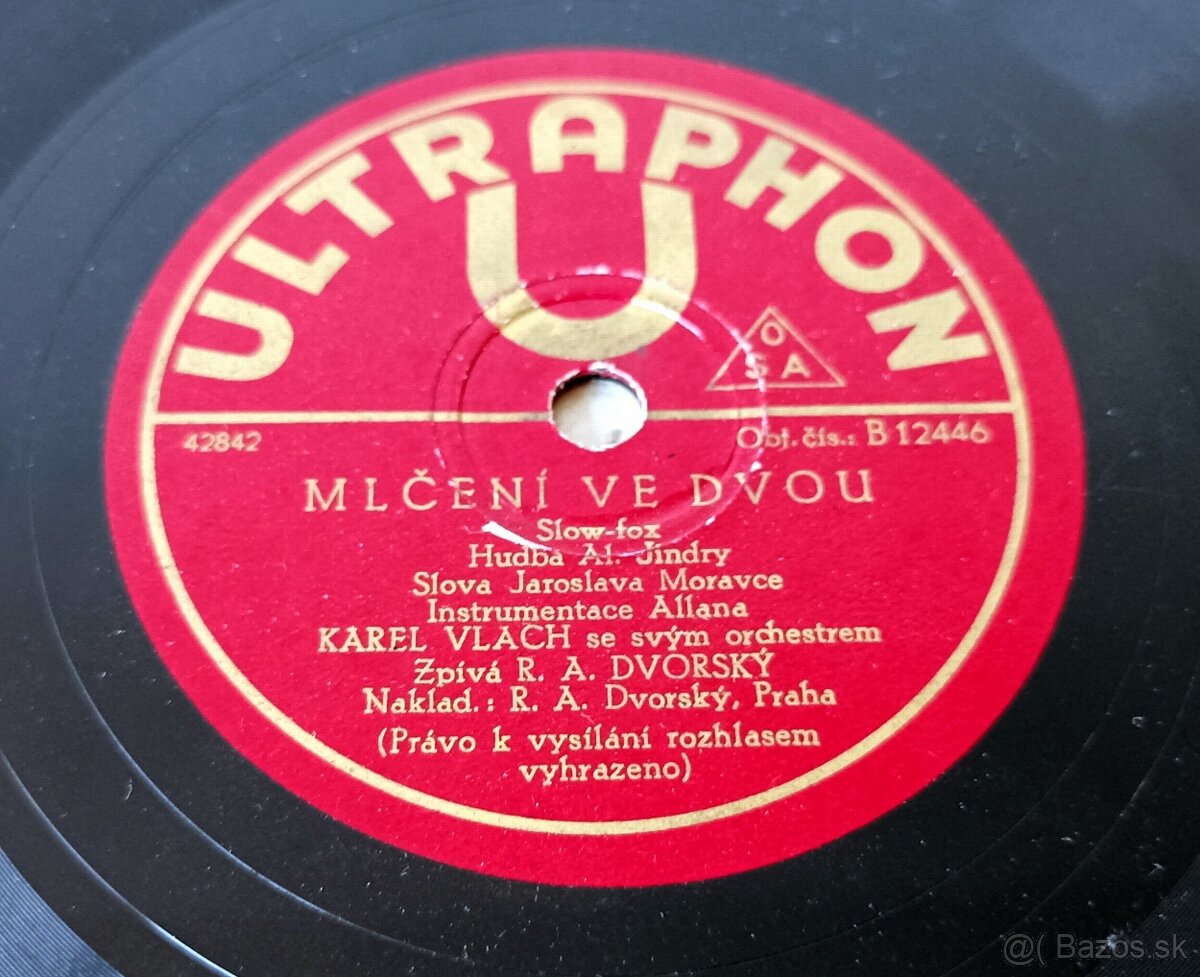 ULTRAPHON
U
O
S A
42842
Obj. čís.: B 12446
MLČENÍ VE DVOU
Slow-fox
Hudba Al. Jindry
Slova Jaroslava Moravce
Instrumentace Allana
KAREL VLACH se svým orchestrem
Zpívá R. A. DVORSKÝ
Naklad.: R. A. Dvorský, Praha
(Právo k vysílání rozhlasem
vyhrazeno)
@( Bazos.sk